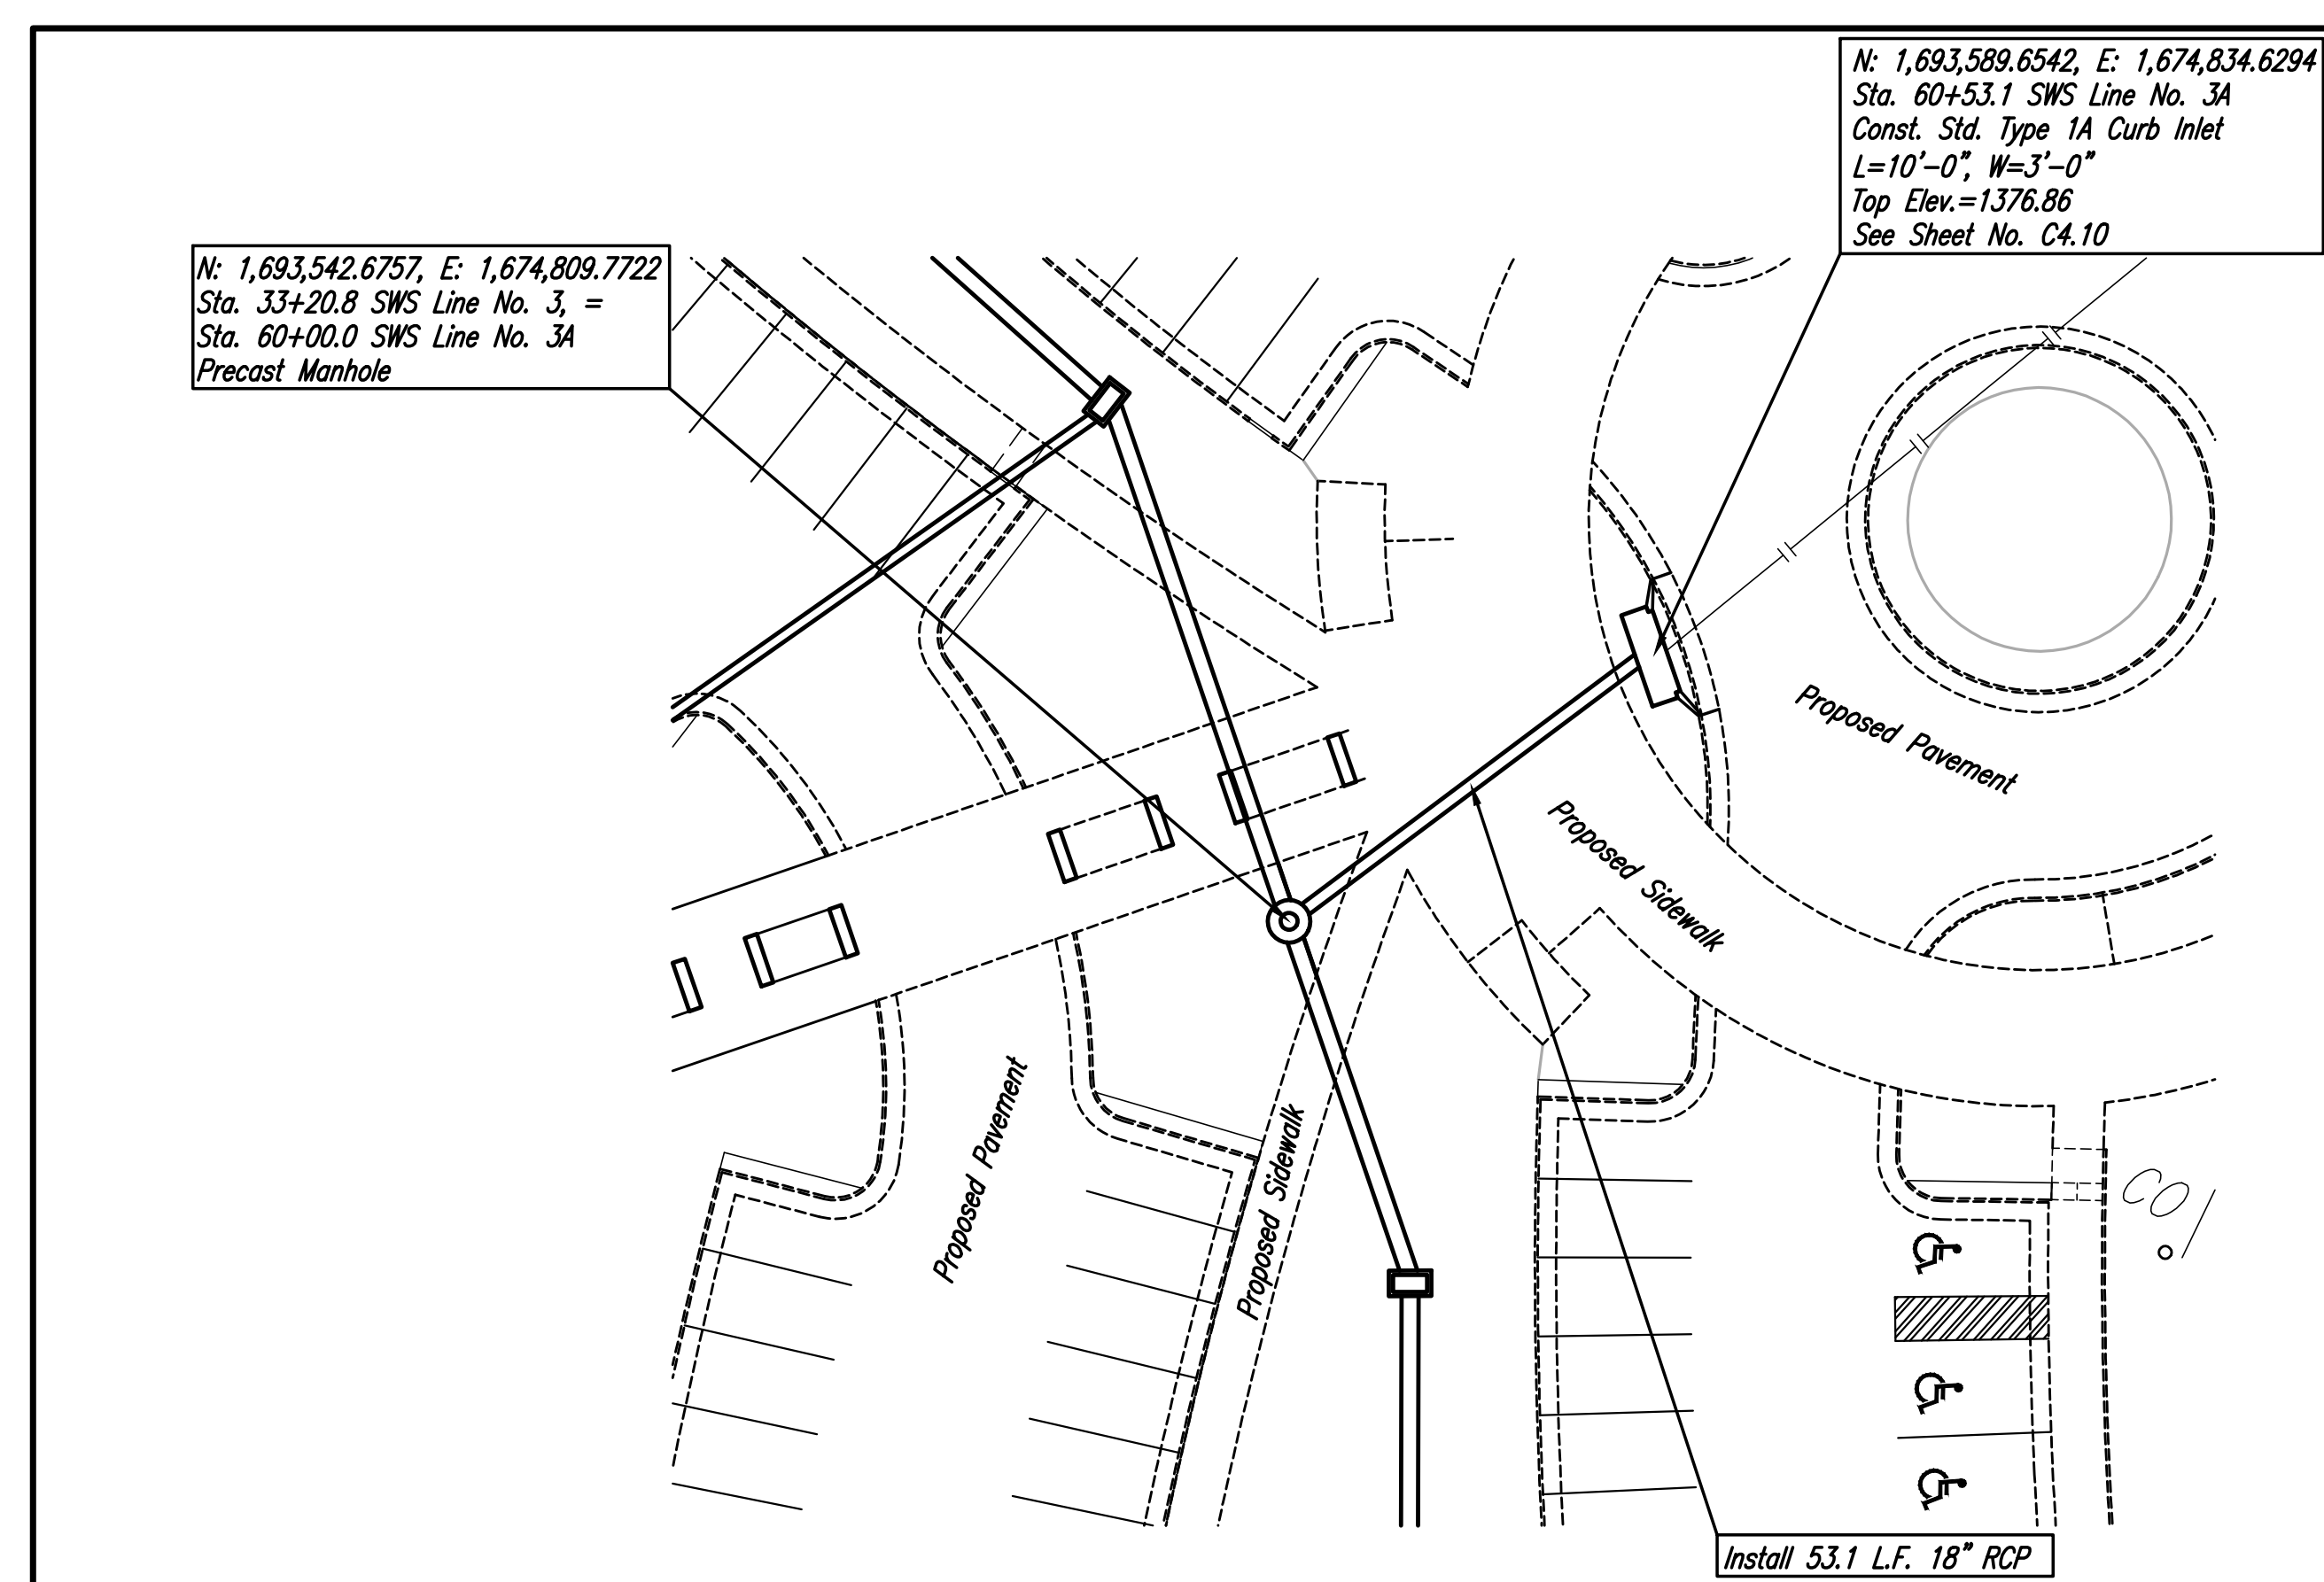 N: 1,693,589.6542, E: 1,674,834.6294
Sta. 60+53.1 SWS Line No. 3A
Const. Std. Type 1A Curb Inlet
L=10'-0", W=3'-0"
Top Elev.=1376.86
See Sheet No. C4.10
N: 1,693,542.6757, E: 1,674,809.7722
Sta. 33+20.8 SWS Line No. 3, =
Sta. 60+00.0 SWS Line No. 3A
Precast Manhole
Proposed Pavement
Proposed Sidewalk
Proposed Pavement
Proposed Sidewalk
Install 53.1 L.F. 18" RCP